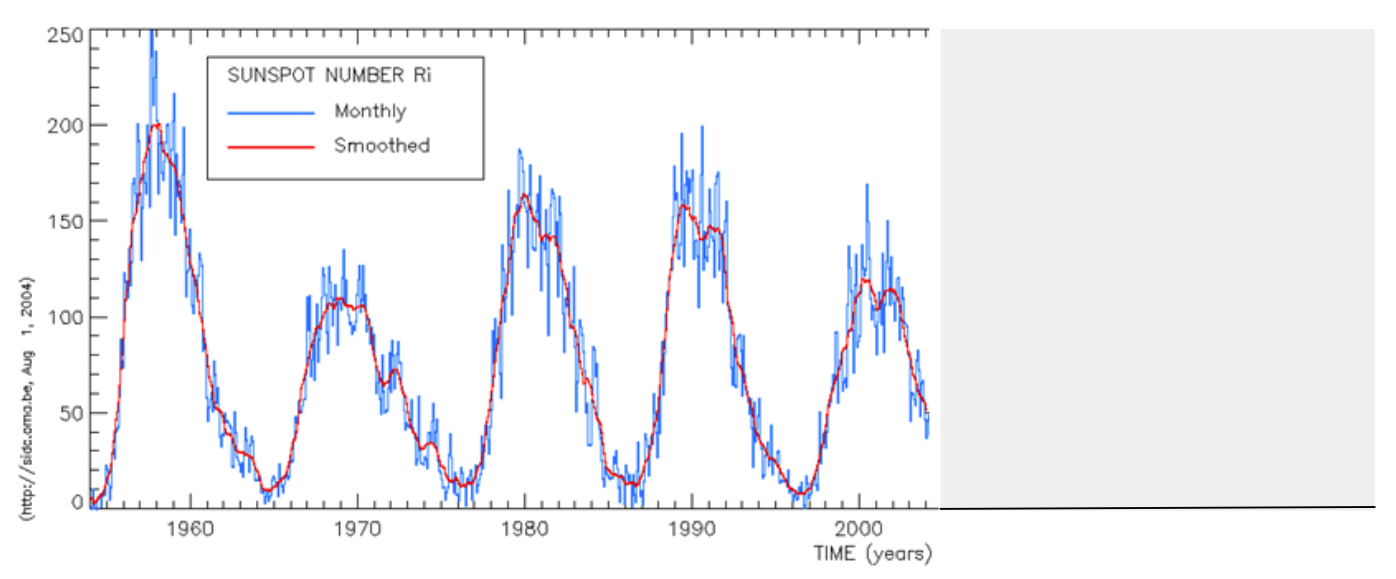 250
200
150
100
50
0
SUNSPOT NUMBER Ri
Monthly
Smoothed
(http://sidc.oma.be, Aug 1, 2004)
1960
1970
1980
1990
2000
TIME (years)